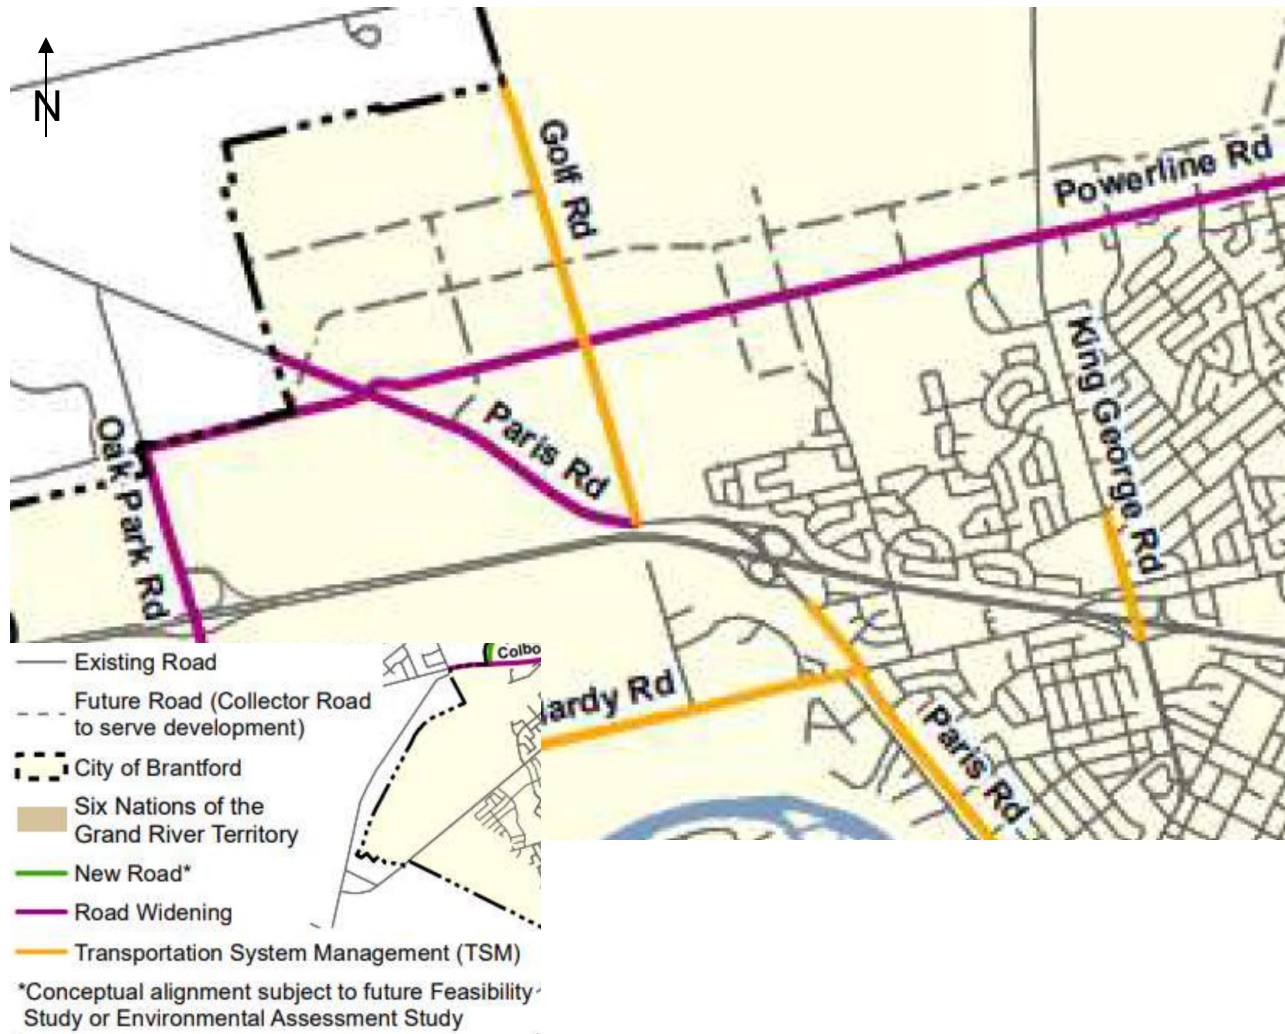 N
Golf Rd
Powerline Rd
King George Rd
Paris Rd
Oak Park Rd
ardy Rd
Paris Rd
Colbo
Existing Road
Future Road (Collector Road
to serve development)
City of Brantford
Six Nations of the
Grand River Territory
New Road*
Road Widening
Transportation System Management (TSM)
*Conceptual alignment subject to future Feasibility
Study or Environmental Assessment Study